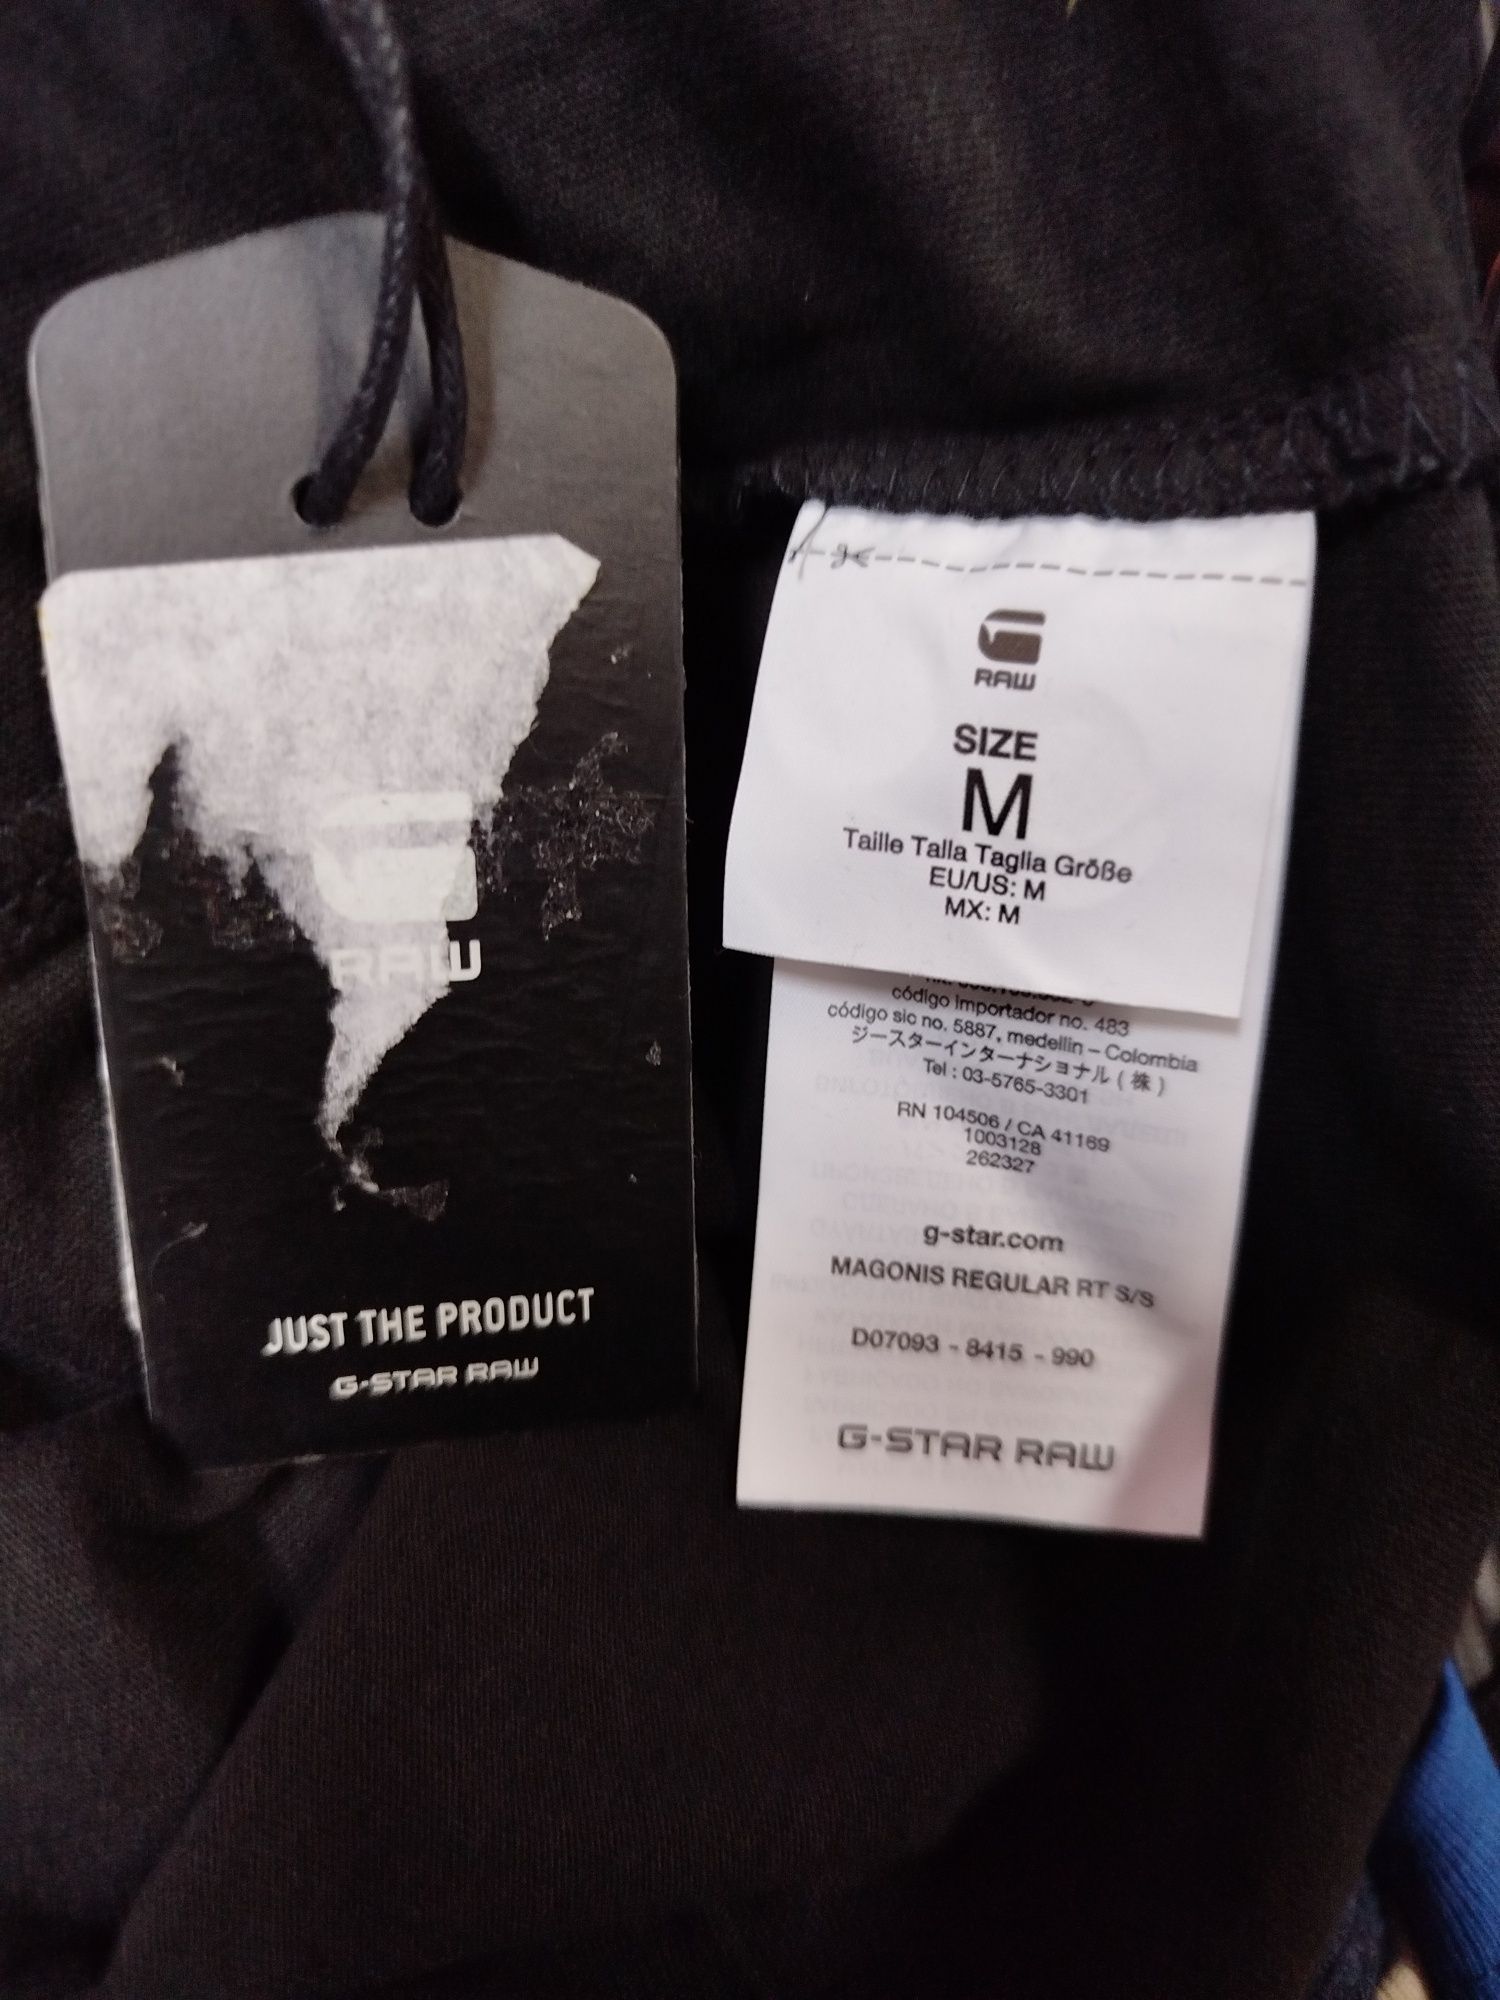 RAW
JUST THE PRODUCT
G-STAR RAW
RAW
SIZE
M
Taille Talla Taglia Größe
EU/US: M
MX: M
código importador no. 483
código sic no. 5887, medellin – Colombia
ジースターインターナショナル ( 株 )
Tel : 03-5765-3301
RN 104506 / CA 41169
1003128
262327
g-star.com
MAGONIS REGULAR RT S/S
D07093 - 8415 - 990
G-STAR RAW